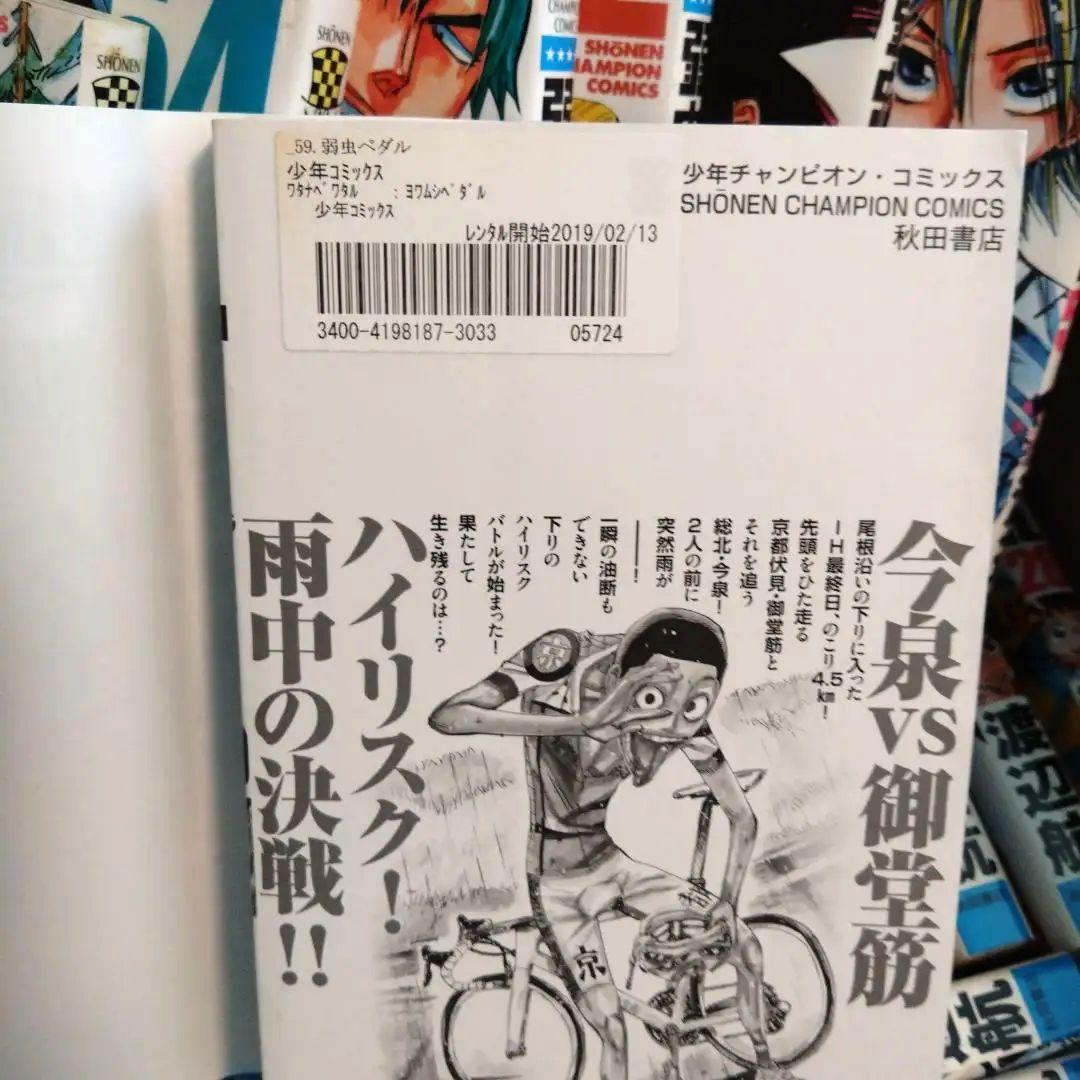 SHŌNEN
SHŌNEN
SHŌNEN
CHAMPION COMICS
渡辺航
航
_59.弱虫ペダル
少年コミックス
ワタナベワタル :ヨワムシペダル
少年コミックス
レンタル開始2019/02/13
3400-4198187-3033 05724
少年チャンピオン・コミックス
SHŌNEN CHAMPION COMICS
秋田書店
今泉vs御堂筋
尾根沿いの下りに入った
IH最終日、のこり4.5㎞！
先頭をひた走る
京都伏見・御堂筋と
それを追う
総北・今泉！
2人の前に
突然雨が
――！
一瞬の油断も
できない
下りの
ハイリスク
バトルが始まった！
果たして
生き残るのは…？
ハイリスク！
雨中の決戦!!
京
京